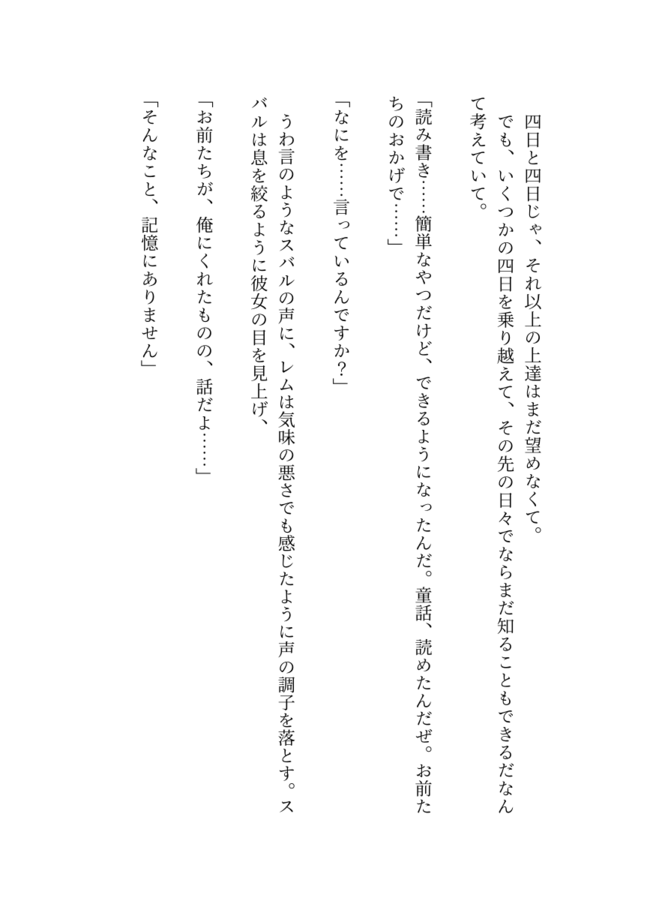 四日と四日じゃ、それ以上の上達はまだ望めなくて。
でも、いくつかの四日を乗り越えて、その先の日々でならまだ知ることもできるだなん
て考えていて。
「読み書き……簡単なやつだけど、できるようになったんだ。童話、読めたんだぜ。お前た
ちのおかげで……」
「なにを……言っているんですか？」
うわ言のようなスバルの声に、レムは気味の悪さでも感じたように声の調子を落とす。ス
バルは息を絞るように彼女の目を見上げ、
「お前たちが、俺にくれたものの、話だよ……」
「そんなこと、記憶にありません」